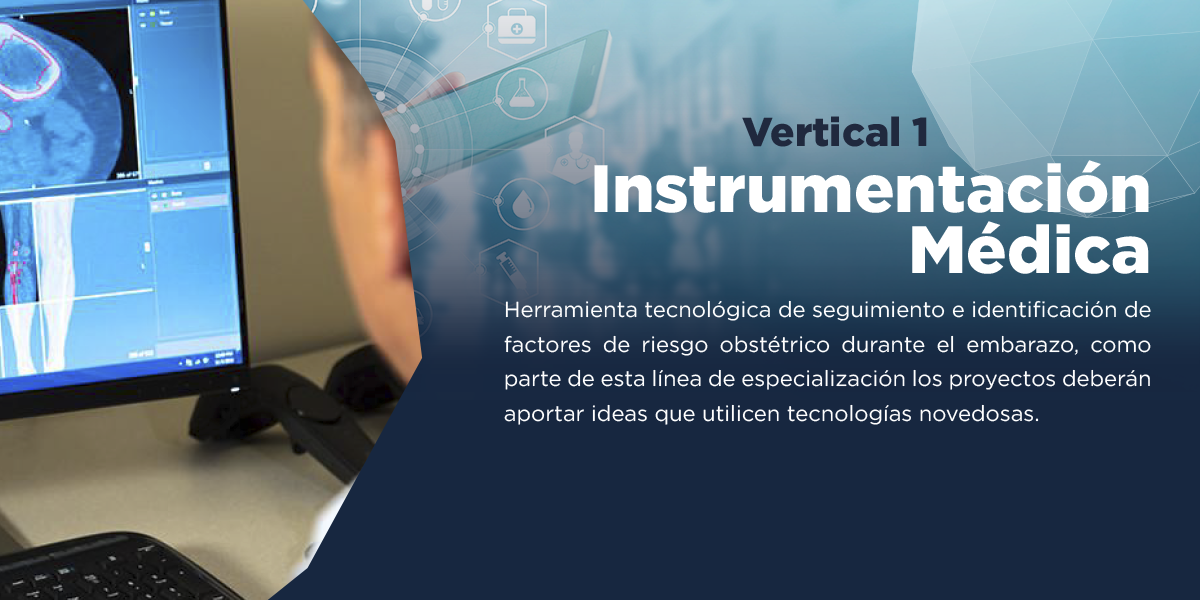 Vertical 1
Instrumentación
Médica
Herramienta tecnológica de seguimiento e identificación de
factores de riesgo obstétrico durante el embarazo, como
parte de esta línea de especialización los proyectos deberán
aportar ideas que utilicen tecnologías novedosas.